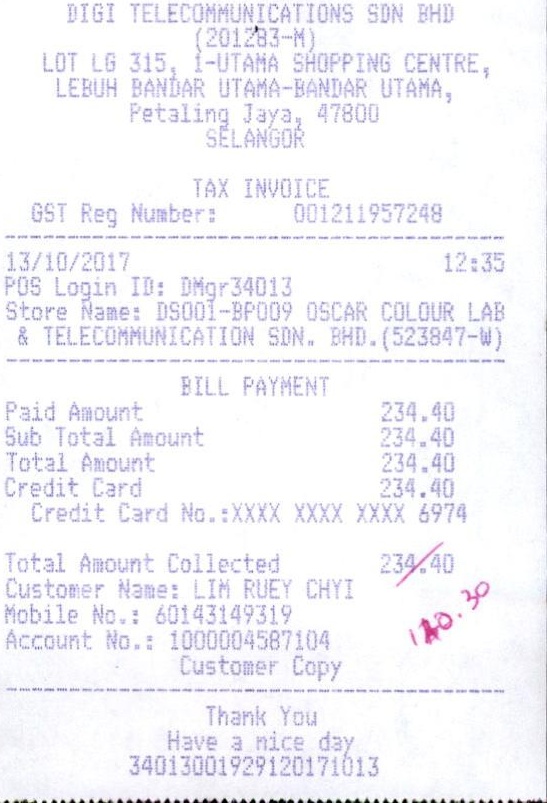 DIGI TELECOMMUNICATIONS SDN BHD
(201283-M)
LOT LG 315, 1-UTAMA SHOPPING CENTRE,
LEBUH BANDAR UTAMA-BANDAR UTAMA,
Petaling Jaya, 47800
SELANGOR
TAX INVOICE
GST Reg Number: 001211957248
13/10/2017 12:35
POS Login ID: DMgr34013
Store Name: DS001-BP009 OSCAR COLOUR LAB
& TELECOMMUNICATION SDN. BHD.(523847-W)
BILL PAYMENT
Paid Amount 234.40
Sub Total Amount 234.40
Total Amount 234.40
Credit Card 234.40
Credit Card No.:XXXX XXXX XXXX 6974
Total Amount Collected 234.40
Customer Name: LIM RUEY CHYI
Mobile No.: 60143149319
Account No.: 1000004587104
Customer Copy
Thank You
Have a nice day
34013001929120171013